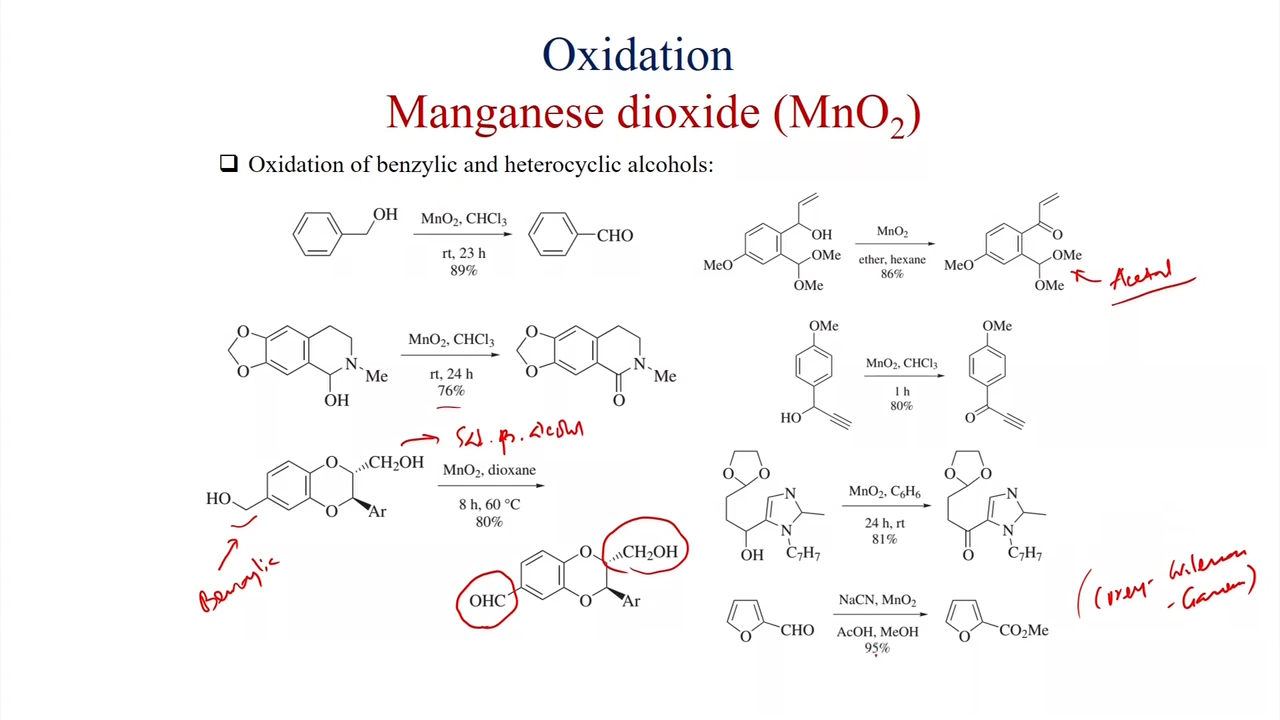 Oxidation
Manganese dioxide (MnO₂)
❑ Oxidation of benzylic and heterocyclic alcohols:
OH
MnO₂, CHCl₃
rt, 23 h
89%
CHO
OH
OMe
OMe
MeO
MnO₂
ether, hexane
86%
O
OMe
OMe
MeO
Acetal
O
O
N
Me
OH
MnO₂, CHCl₃
rt, 24 h
76%
O
O
N
Me
O
OMe
HO
MnO₂, CHCl₃
1 h
80%
OMe
O
HO
O
O
CH₂OH
Ar
Benzylic
MnO₂, dioxane
8 h, 60 °C
80%
OHC
O
O
CH₂OH
Ar
O
O
N
N
OH
C₇H₇
MnO₂, C₆H₆
24 h, rt
81%
O
O
N
N
O
C₇H₇
O
CHO
NaCN, MnO₂
AcOH, MeOH
95%
O
CO₂Me